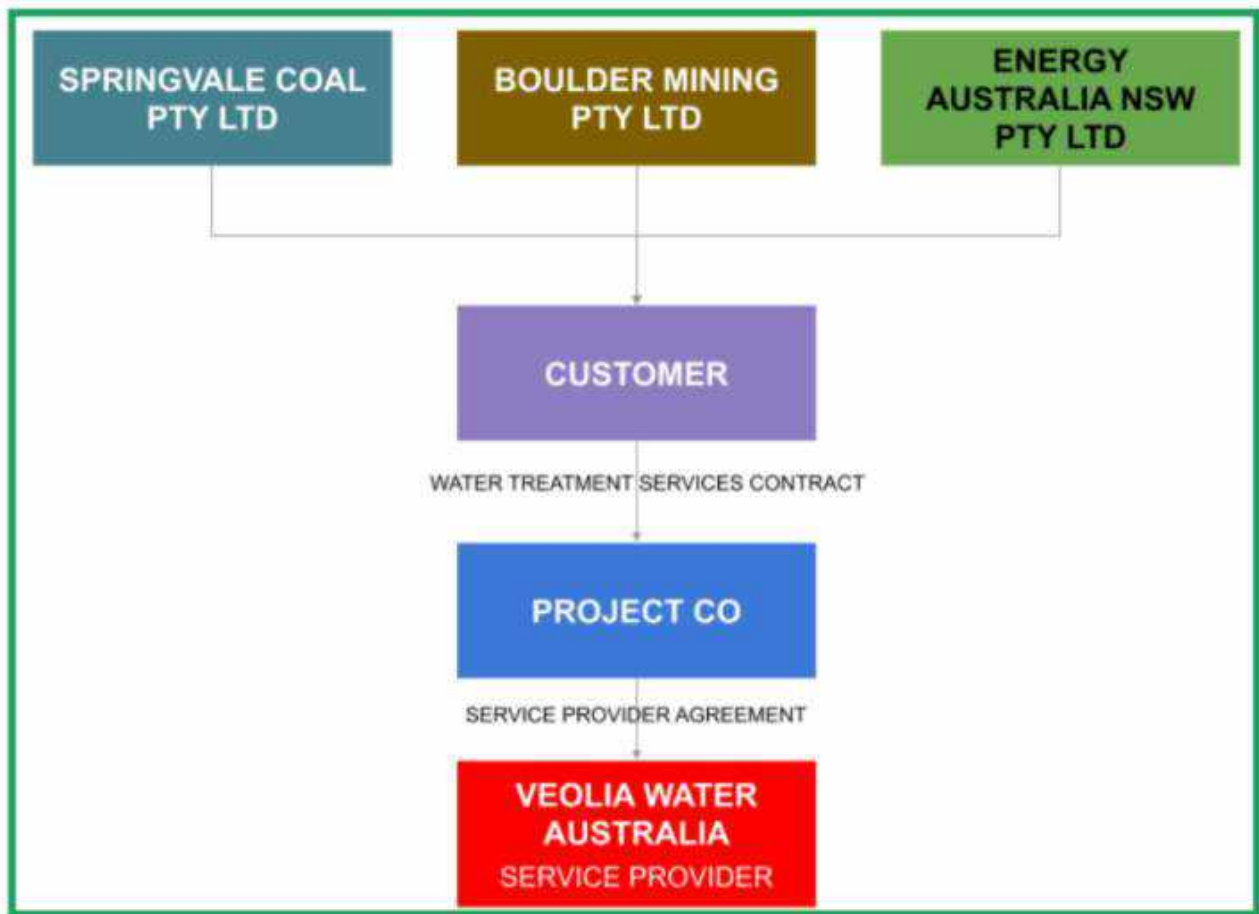 SPRINGVALE COAL
PTY LTD
BOULDER MINING
PTY LTD
ENERGY
AUSTRALIA NSW
PTY LTD
CUSTOMER
WATER TREATMENT SERVICES CONTRACT
PROJECT CO
SERVICE PROVIDER AGREEMENT
VEOLIA WATER
AUSTRALIA
SERVICE PROVIDER